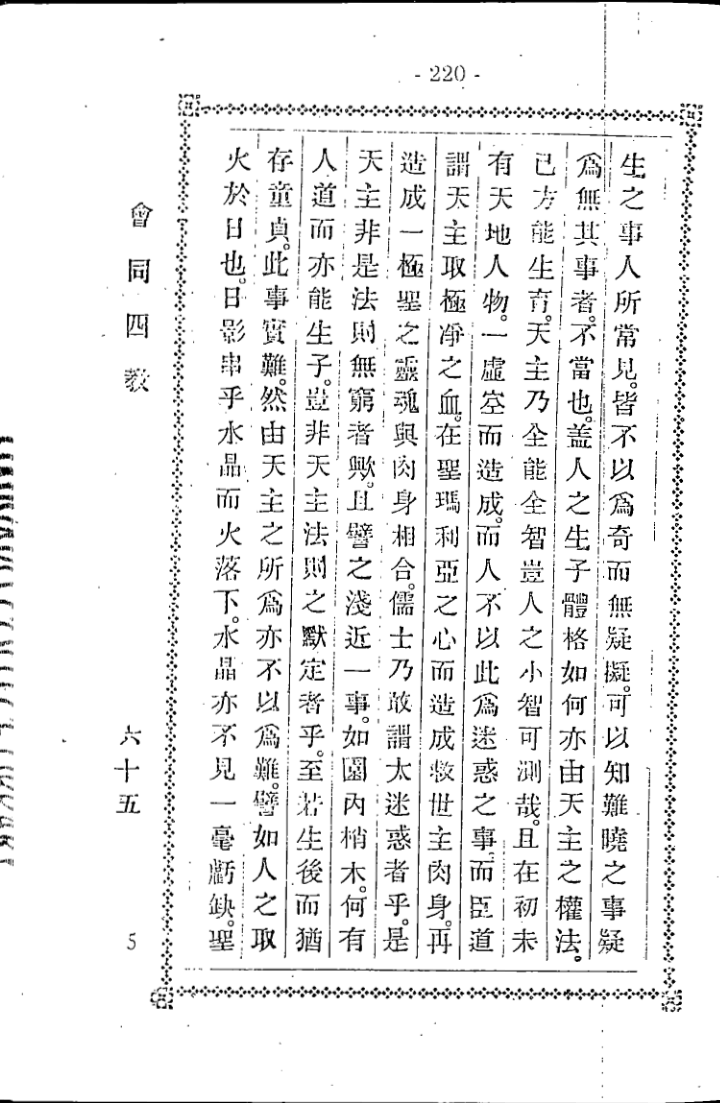 - 220 -
生之事人所常見。皆不以爲奇而無疑擬。可以知難曉之事疑
爲無其事者。不當也。蓋人之生子體格如何亦由天主之權法。
已方能生育。天主乃全能全智豈人之小智可測哉。且在初未
有天地人物。一虛空而造成。而人不以此爲迷惑之事。而臣道
謂天主取極凈之血。在聖瑪利亞之心而造成救世主肉身。再
造成一極聖之靈魂與肉身相合。儒士乃敢謂太迷惑者乎。是
天主非是法則無窮者歟。且譬之淺近一事。如園內梢木。何有
人道而亦能生子。豈非天主法則之默定者乎。至若生後而猶
存童貞。此事實難。然由天主之所爲亦不以爲難。譬如人之取
火於日也。日影串乎水晶而火落下。水晶亦不見一毫虧缺。聖
會同四敎
六十五
5